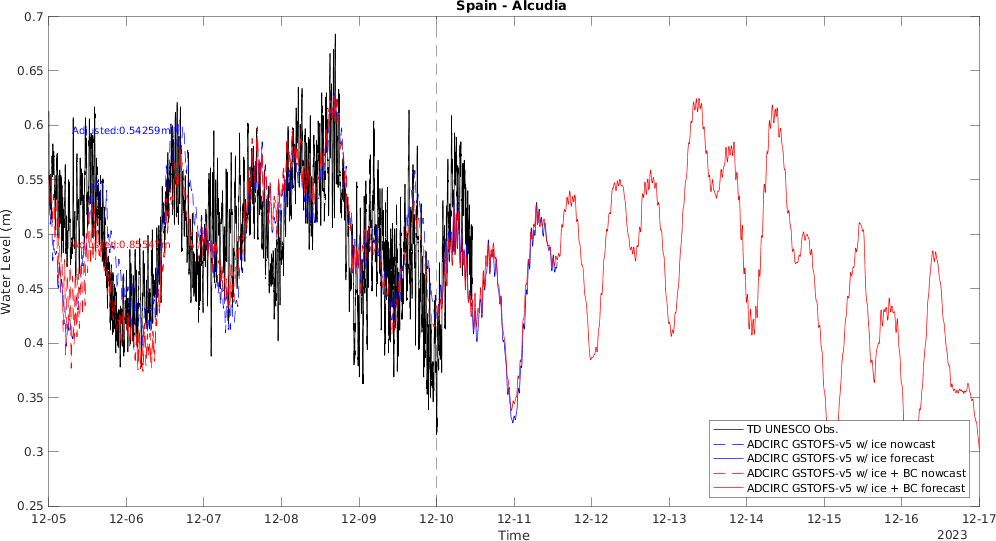 Spain - Alcudia
0.7
0.65
0.6
0.55
0.5
0.45
0.4
0.35
0.3
0.25
Water Level (m)
Adjusted:0.54259m
TD UNESCO Obs.
ADCIRC GSTOFS-v5 w/ ice nowcast
ADCIRC GSTOFS-v5 w/ ice forecast
ADCIRC GSTOFS-v5 w/ ice + BC nowcast
ADCIRC GSTOFS-v5 w/ ice + BC forecast
12-05 12-06 12-07 12-08 12-09 12-10 12-11 12-12 12-13 12-14 12-15 12-16 12-17
Time
2023